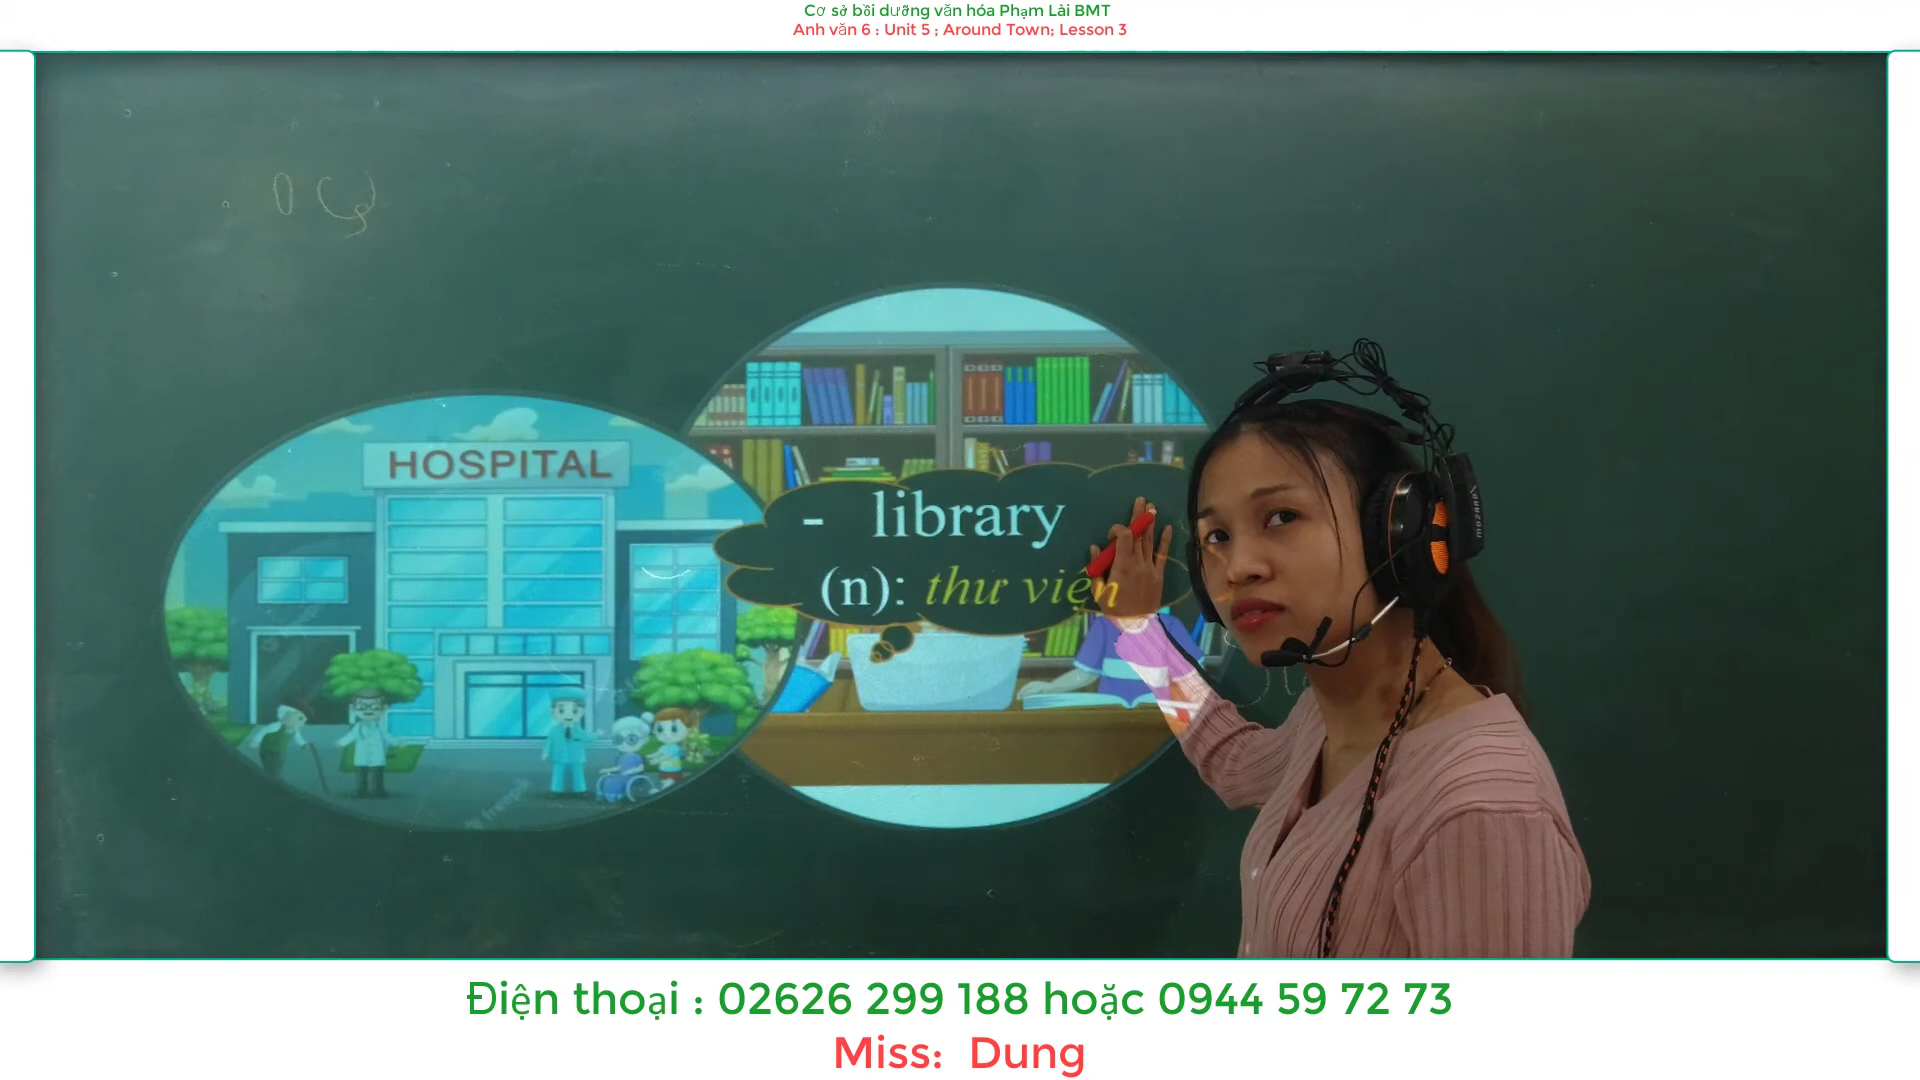 Cơ sở bồi dưỡng văn hóa Phạm Lài BMT
Anh văn 6 : Unit 5 ; Around Town; Lesson 3
HOSPITAL
- library
(n): thư viện
Điện thoại : 02626 299 188 hoặc 0944 59 72 73
Miss: Dung